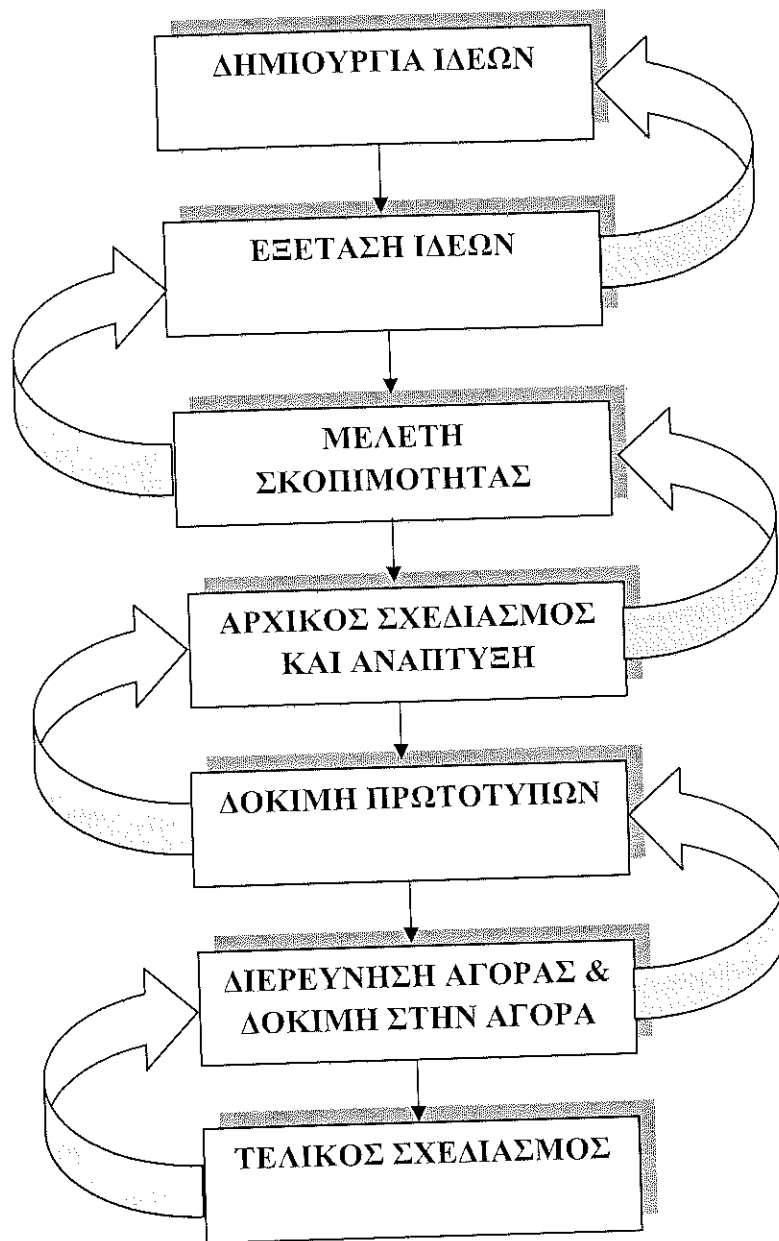 ΔΗΜΙΟΥΡΓΙΑ ΙΔΕΩΝ
ΕΞΕΤΑΣΗ ΙΔΕΩΝ
ΜΕΛΕΤΗ
ΣΚΟΠΙΜΟΤΗΤΑΣ
ΑΡΧΙΚΟΣ ΣΧΕΔΙΑΣΜΟΣ
ΚΑΙ ΑΝΑΠΤΥΞΗ
ΔΟΚΙΜΗ ΠΡΩΤΟΤΥΠΩΝ
ΔΙΕΡΕΥΝΗΣΗ ΑΓΟΡΑΣ &
ΔΟΚΙΜΗ ΣΤΗΝ ΑΓΟΡΑ
ΤΕΛΙΚΟΣ ΣΧΕΔΙΑΣΜΟΣ